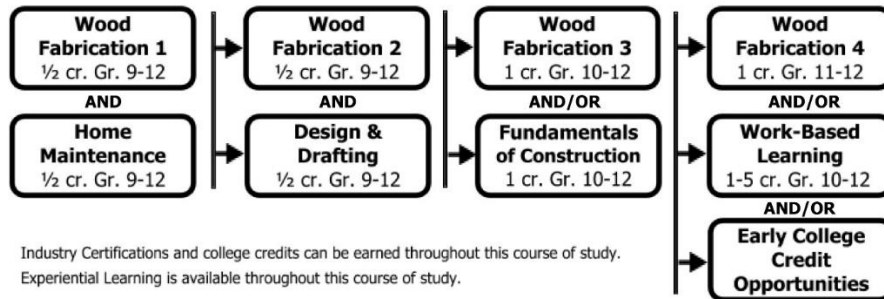 Wood
Fabrication 1
½ cr. Gr. 9-12
AND
Home
Maintenance
½ cr. Gr. 9-12
Wood
Fabrication 2
½ cr. Gr. 9-12
AND
Design &
Drafting
½ cr. Gr. 9-12
Wood
Fabrication 3
1 cr. Gr. 10-12
AND/OR
Fundamentals
of Construction
1 cr. Gr. 10-12
Wood
Fabrication 4
1 cr. Gr. 11-12
AND/OR
Work-Based
Learning
1-5 cr. Gr. 10-12
AND/OR
Early College
Credit
Opportunities
Industry Certifications and college credits can be earned throughout this course of study.
Experiential Learning is available throughout this course of study.